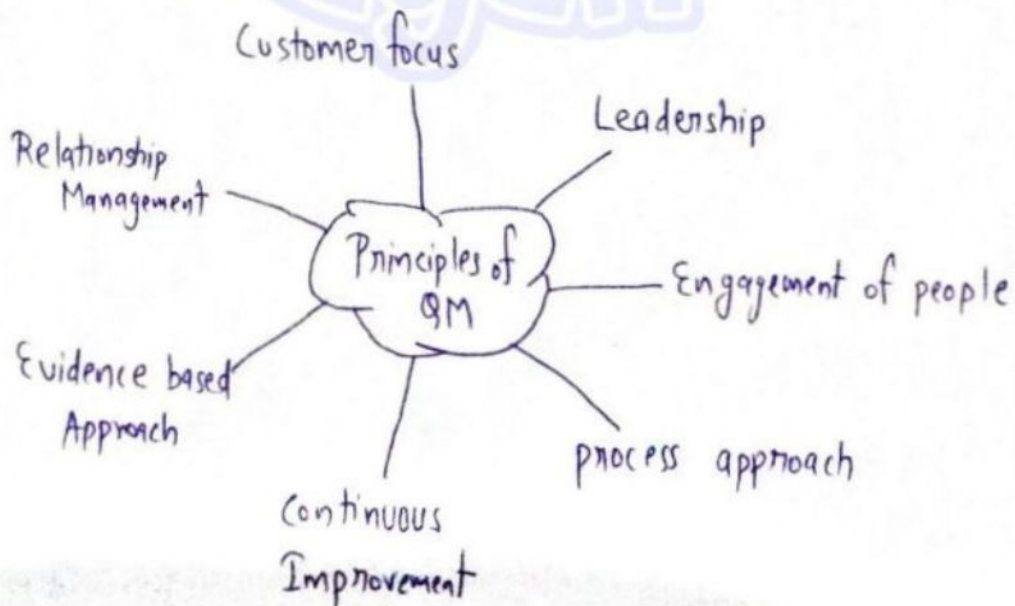 Customer focus
Leadership
Relationship
Management
Principles of
QM
Engagement of people
Evidence based
Approach
process approach
Continuous
Improvement